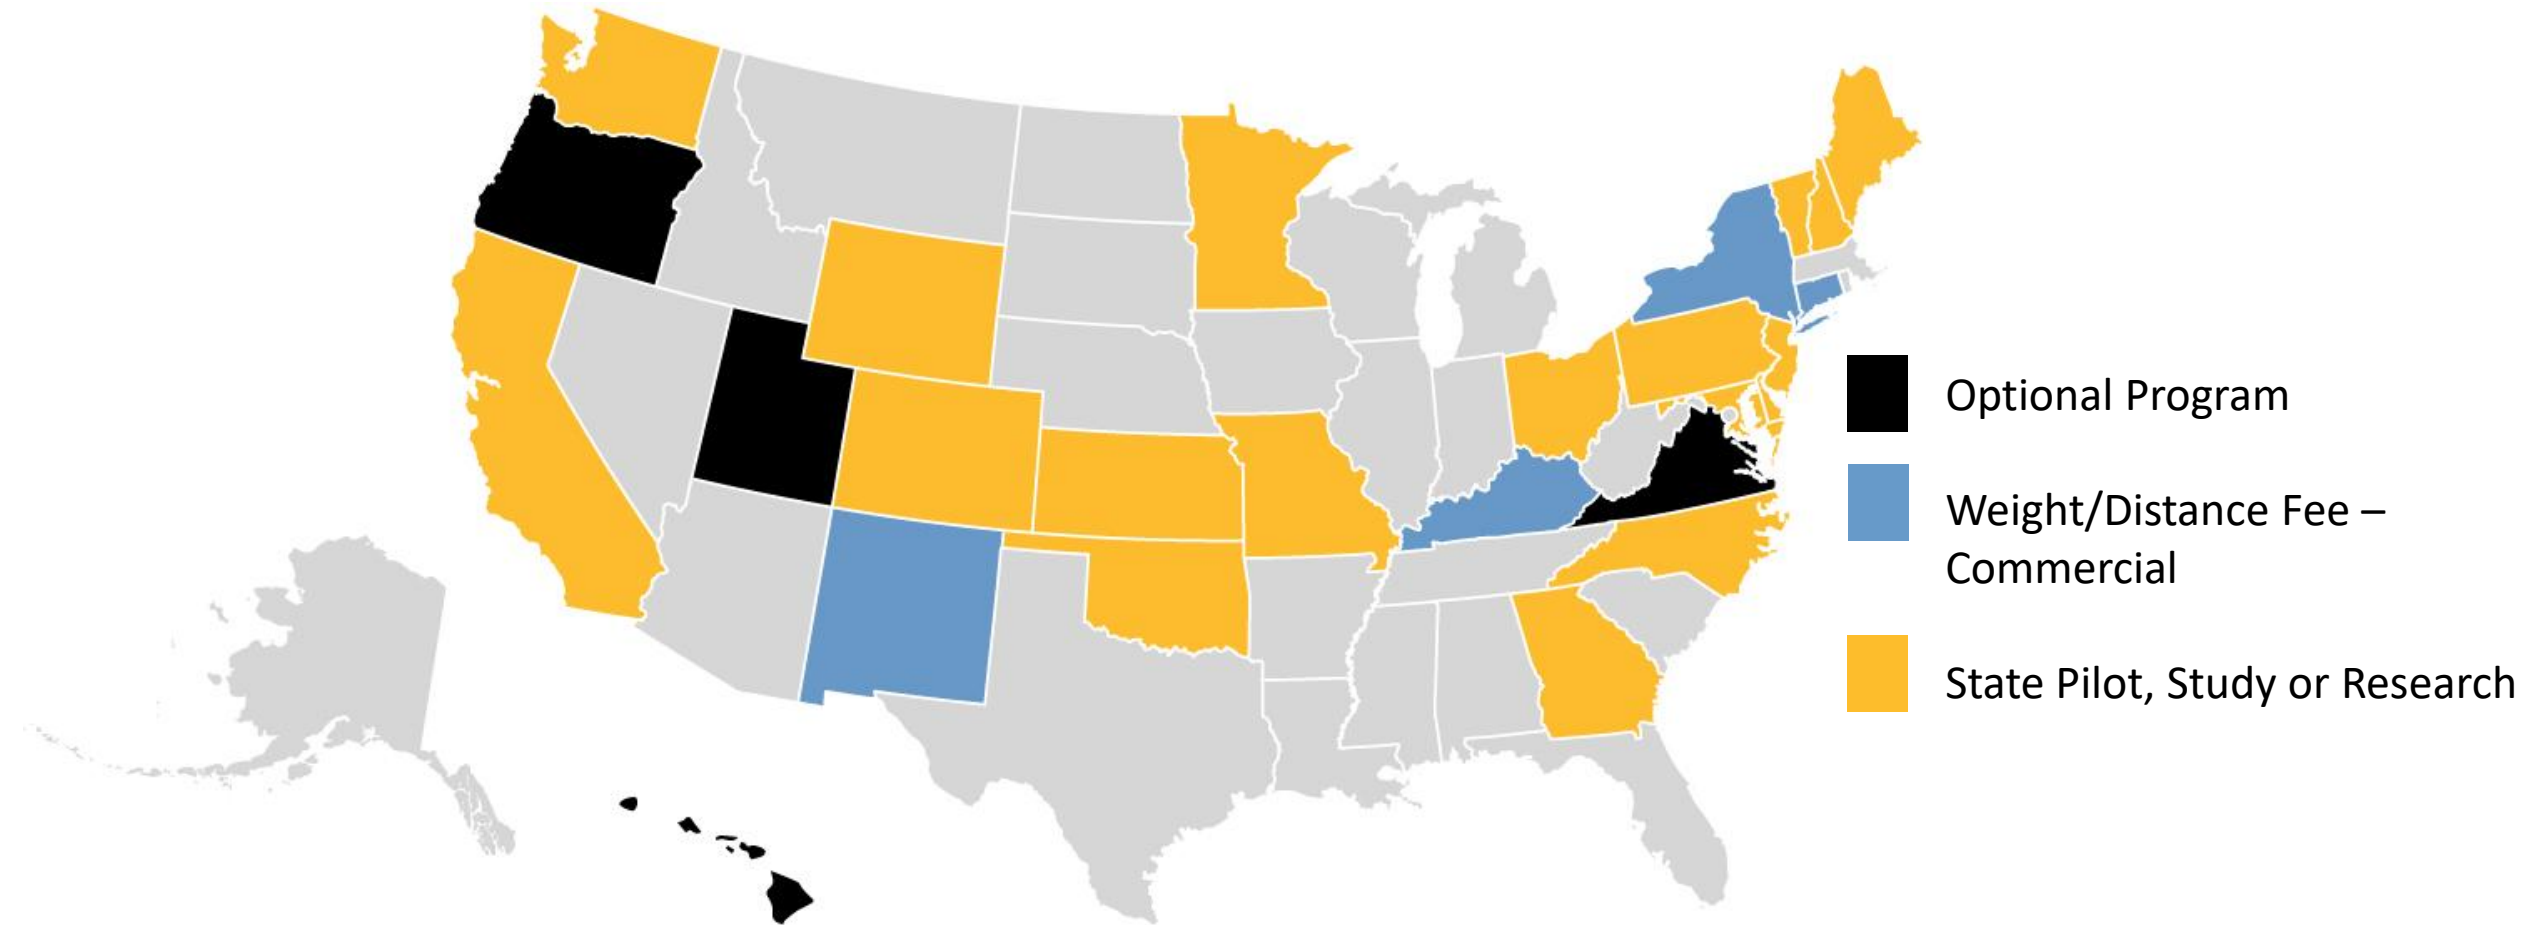 Optional Program
Weight/Distance Fee –
Commercial
State Pilot, Study or Research